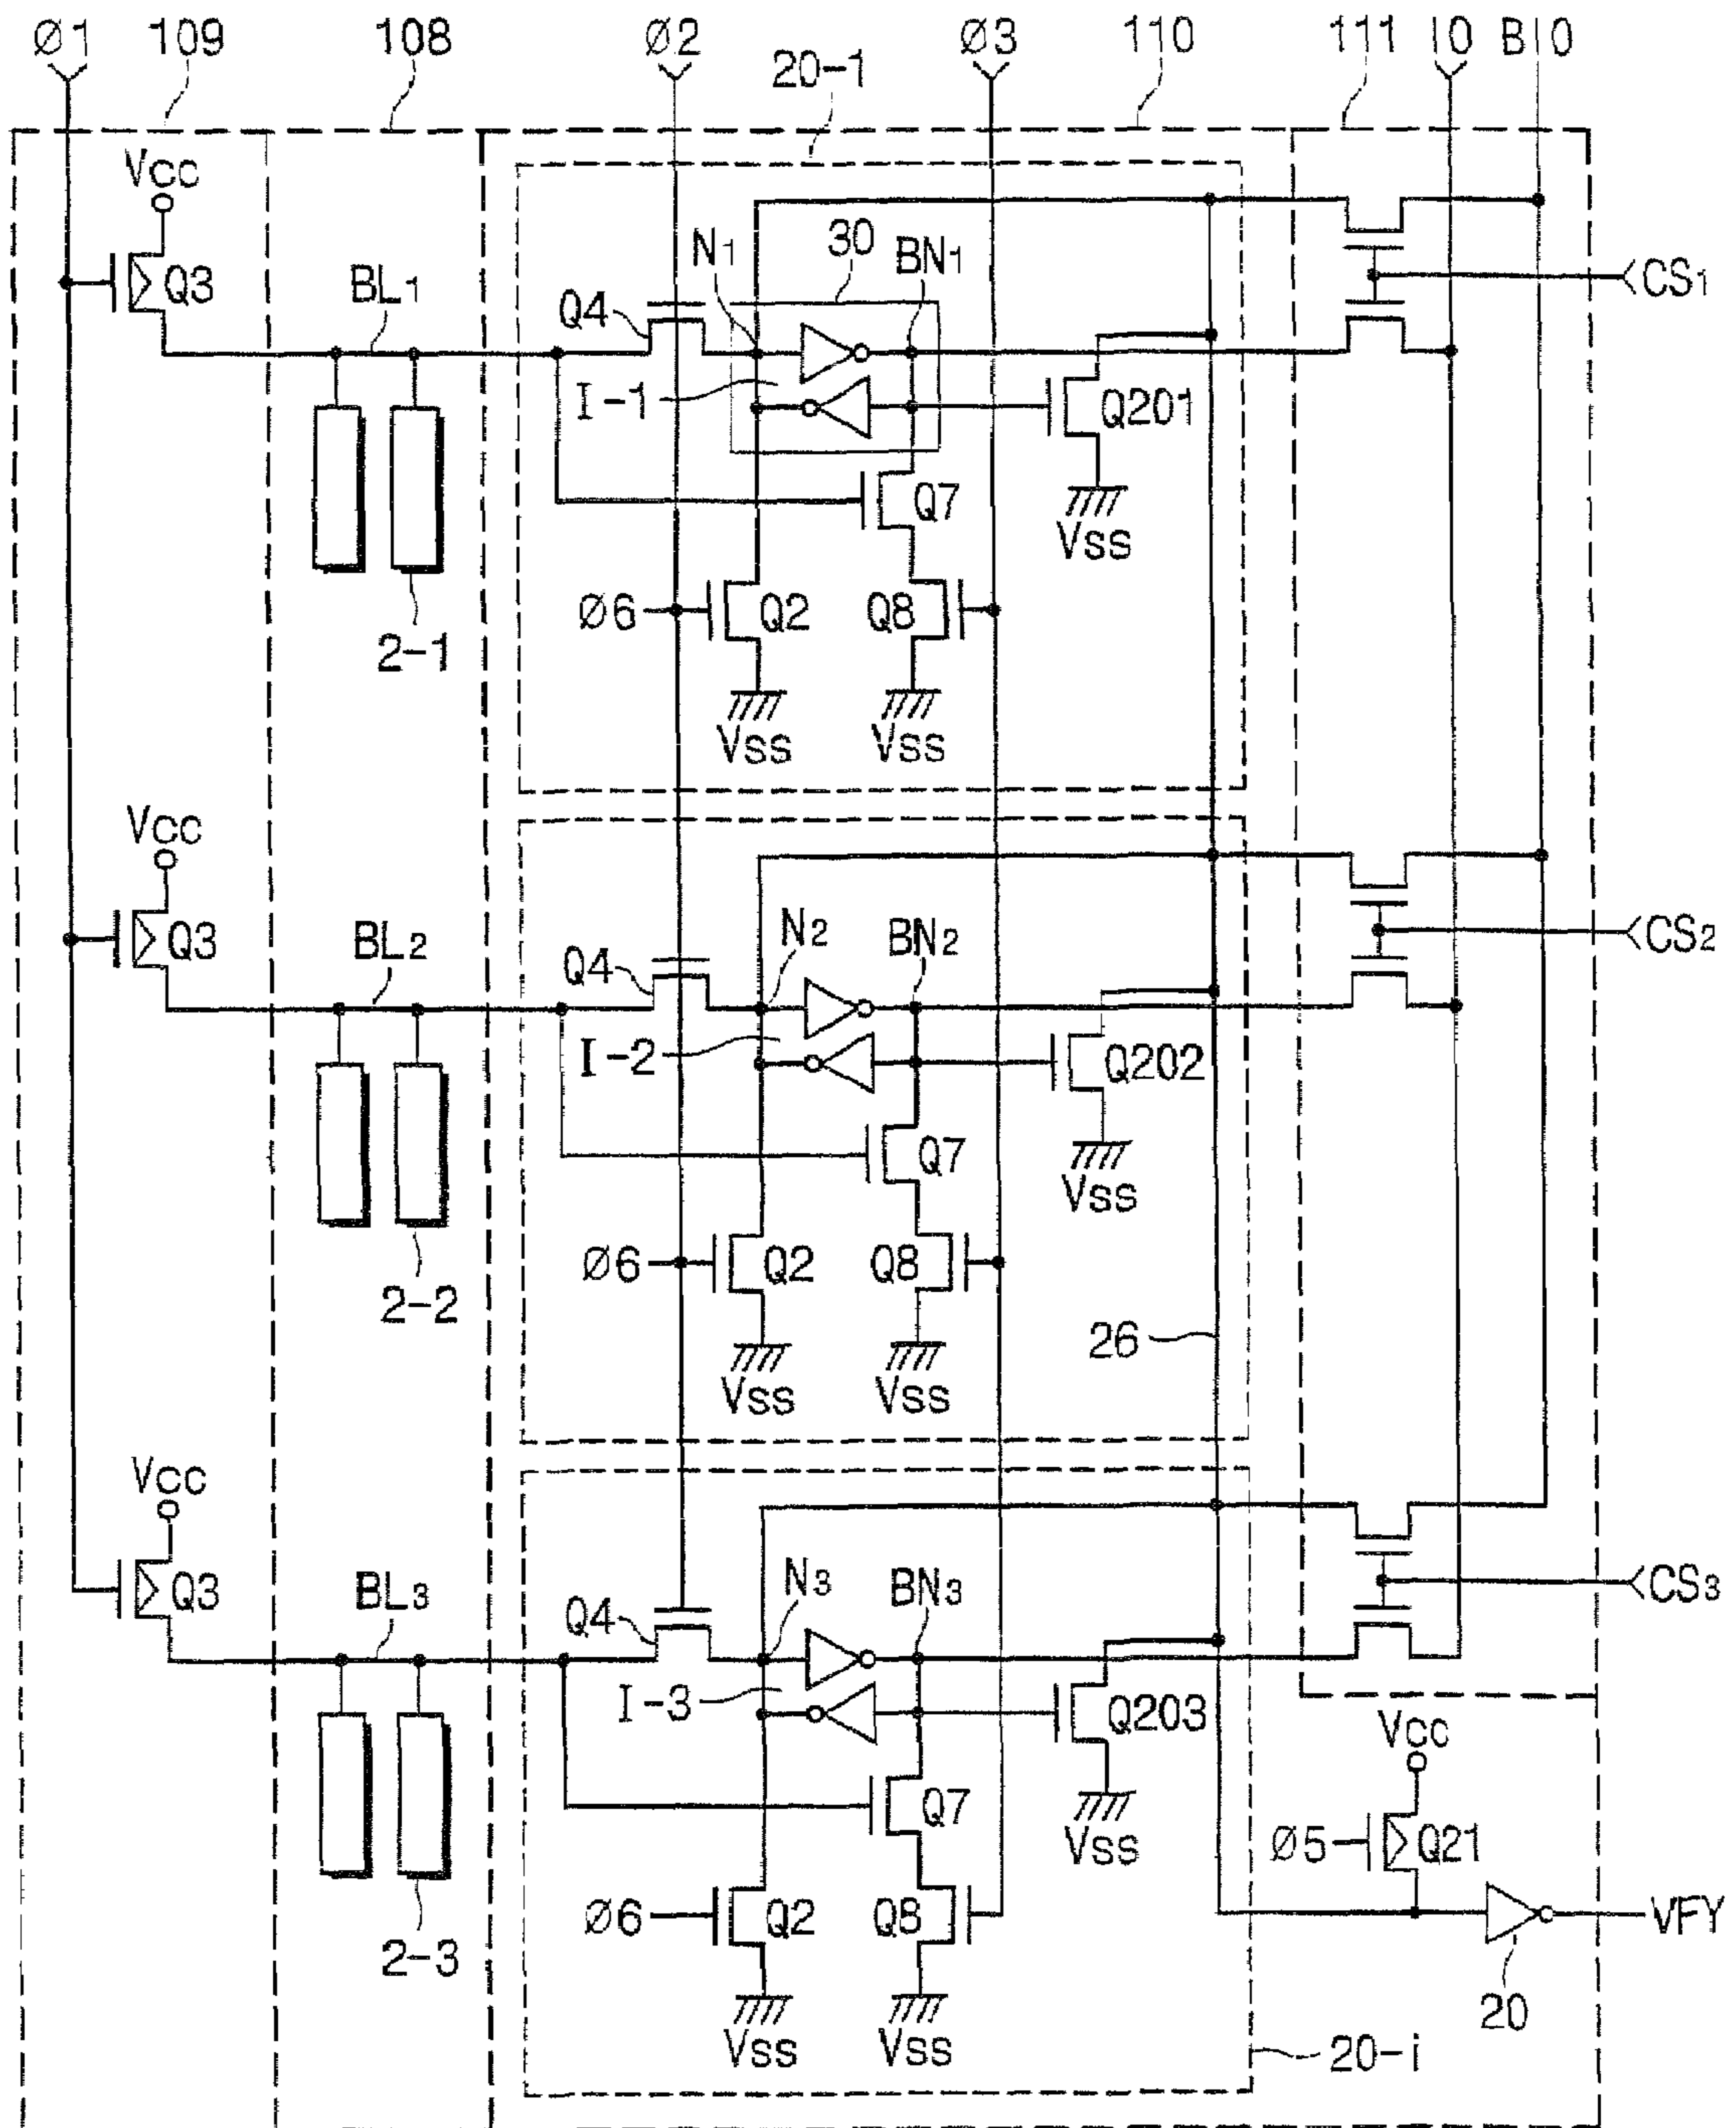 Ø1 109 108 Ø2 Ø3 110 111 IO BIO
20-1
Vcc
30
N1 BN1
Q3 BL1 Q4 CS1
I-1 Q201
Q7
Vss
Ø6 Q2 Q8
2-1
Vss Vss
Vcc
Q3 BL2 Q4 N2 BN2 CS2
I-2 Q202
Q7
Vss
Ø6 Q2 Q8
2-2
26
Vss Vss
Vcc
Q3 BL3 Q4 N3 BN3 CS3
I-3 Q203
Vcc
Q7
Ø5 Q21
Vss
Ø6 Q2 Q8 VFY
2-3
20
Vss Vss
20-i